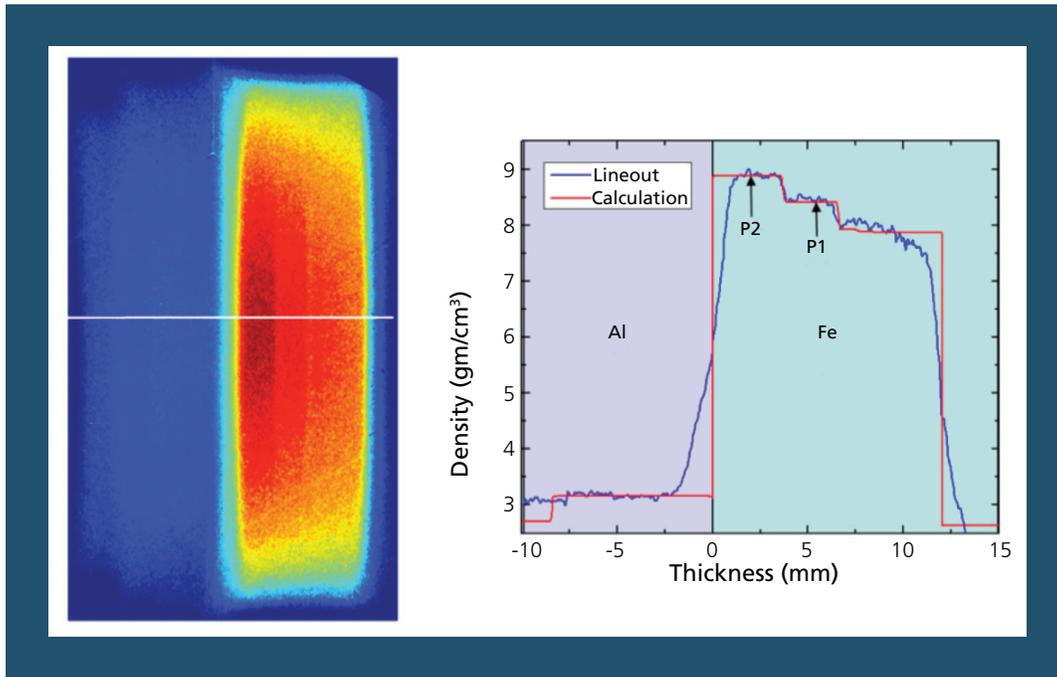 9
8
7
6
5
4
3
Density (gm/cm³)
Lineout
Calculation
P2
P1
Al
Fe
-10 -5 0 5 10 15
Thickness (mm)